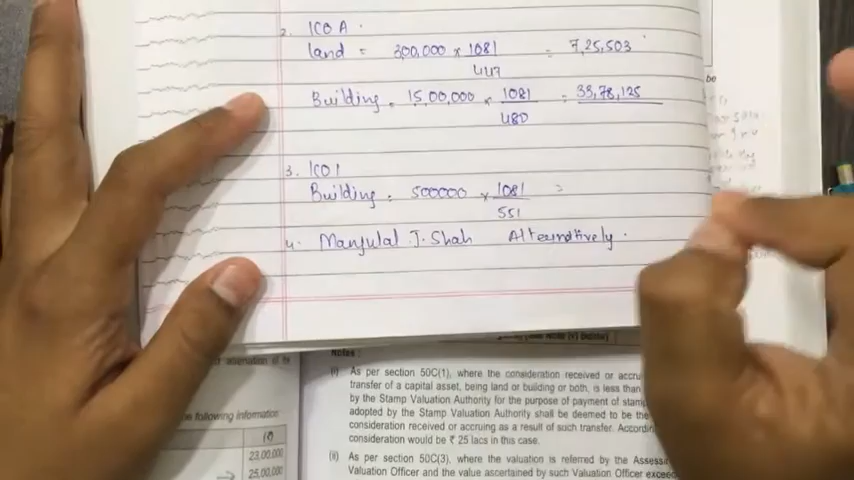 2. ICOA.
land = 300,000 × 1081 = 7,25,503
447
Building = 15,00,000 × 1081 = 33,78,125
480
3. ICOI
Building = 500000 × 1081 =
551
4. Manjulal J. Shah Alternatively.
be
Notes:
(i) As per section 50C(1), where the consideration received or accru
transfer of a capital asset, being land or building or both, is less than
by the Stamp Valuation Authority for the purpose of payment of stam
adopted by the Stamp Valuation Authority shall be deemed to be the
consideration received or accruing as a result of such transfer. Accordin
consideration would be ₹ 25 lacs in this case.
(ii) As per section 50C(3), where the valuation is referred by the Assess
Valuation Officer and the value ascertained by such Valuation Officer exceed
e following information
23,00,000
25,00,000